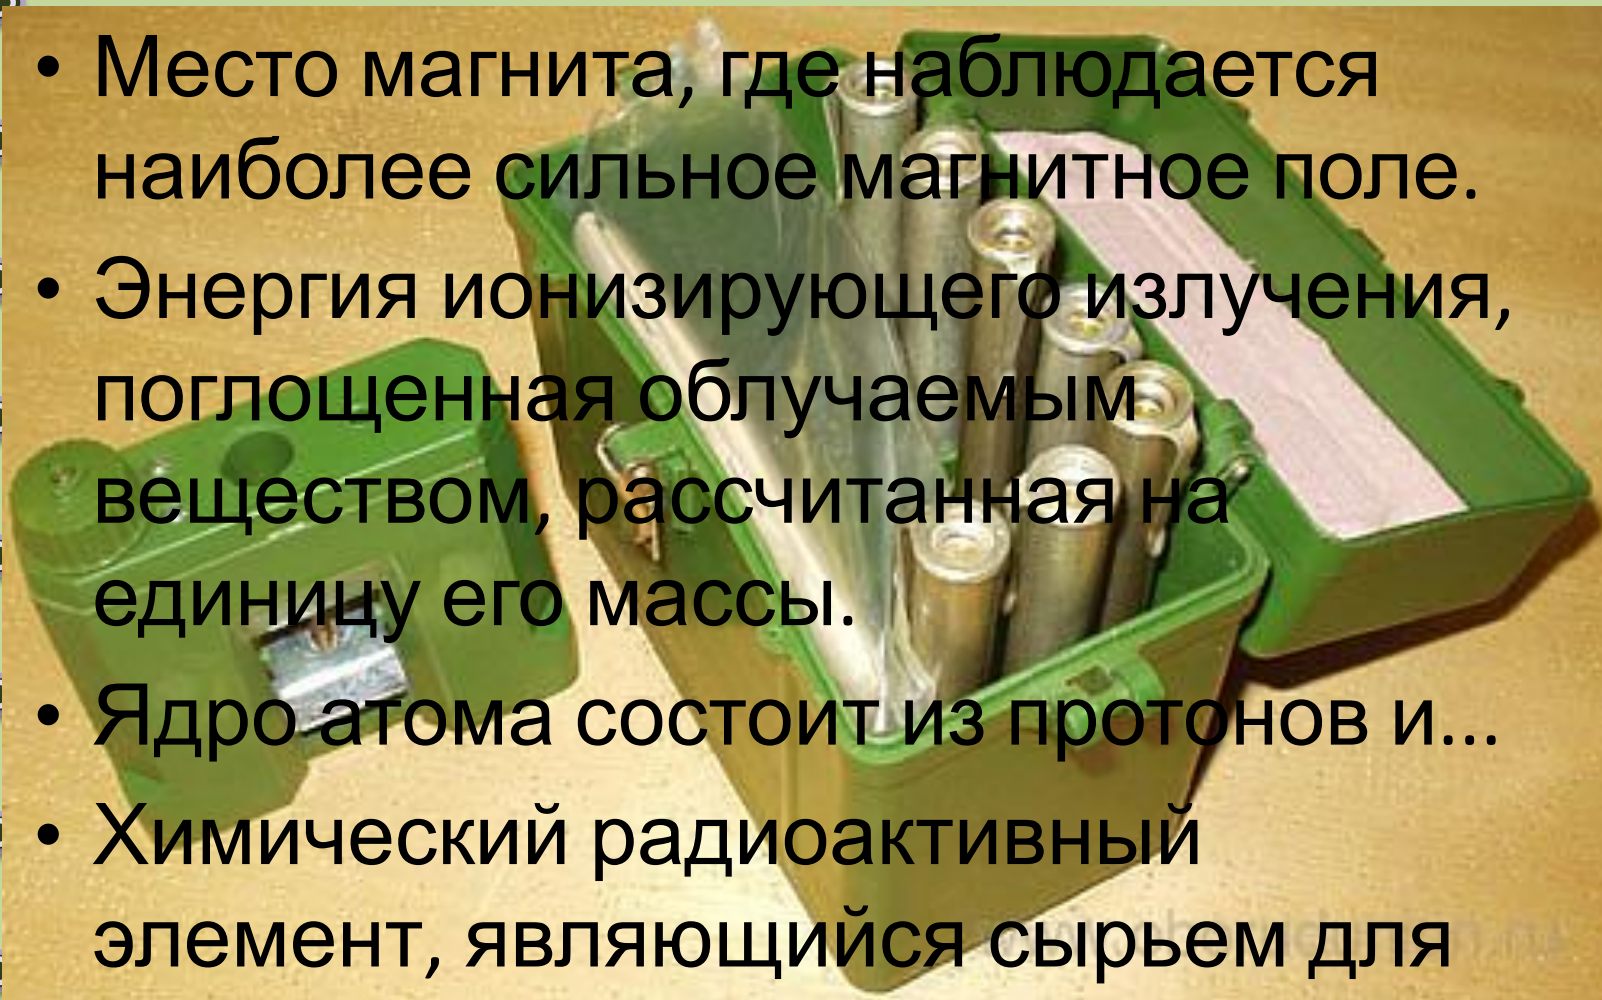 • Место магнита, где наблюдается
наиболее сильное магнитное поле.
• Энергия ионизирующего излучения,
поглощенная облучаемым
веществом, рассчитанная на
единицу его массы.
• Ядро атома состоит из протонов и...
• Химический радиоактивный
элемент, являющийся сырьем для